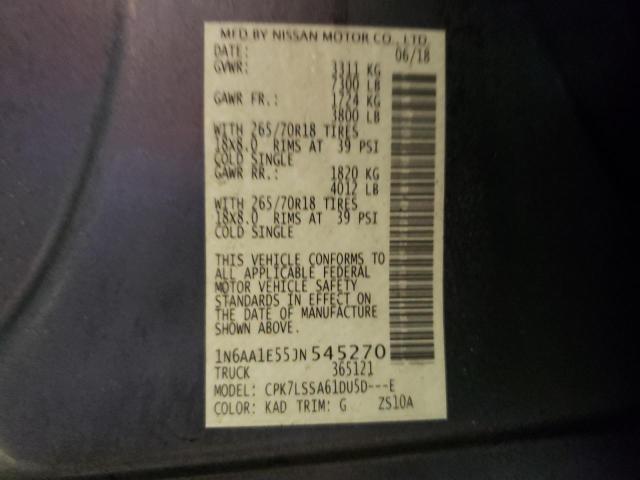 MFD BY NISSAN MOTOR CO., LTD.
DATE: 06/18
GVWR: 3311 KG
7300 LB
GAWR FR.: 1724 KG
3800 LB
WITH 265/70R18 TIRES
18X8.0 RIMS AT 39 PSI
COLD SINGLE
GAWR RR.: 1820 KG
4012 LB
WITH 265/70R18 TIRES
18X8.0 RIMS AT 39 PSI
COLD SINGLE
THIS VEHICLE CONFORMS TO
ALL APPLICABLE FEDERAL
MOTOR VEHICLE SAFETY
STANDARDS IN EFFECT ON
THE DATE OF MANUFACTURE
SHOWN ABOVE.
1N6AA1E55JN545270
TRUCK 365121
MODEL: CPK7LSSA61DU5D---E
COLOR: KAD TRIM: G ZS10A